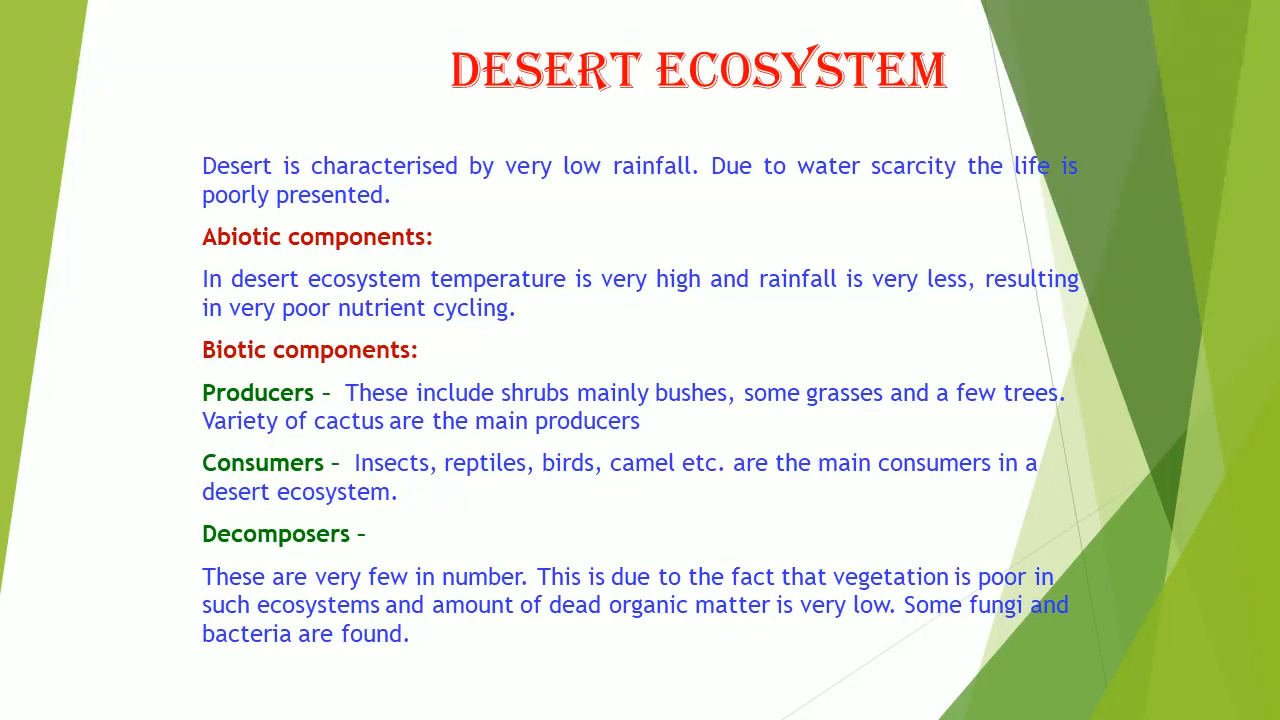 DESERT ECOSYSTEM
Desert is characterised by very low rainfall. Due to water scarcity the life is
poorly presented.
Abiotic components:
In desert ecosystem temperature is very high and rainfall is very less, resulting
in very poor nutrient cycling.
Biotic components:
Producers – These include shrubs mainly bushes, some grasses and a few trees.
Variety of cactus are the main producers
Consumers – Insects, reptiles, birds, camel etc. are the main consumers in a
desert ecosystem.
Decomposers –
These are very few in number. This is due to the fact that vegetation is poor in
such ecosystems and amount of dead organic matter is very low. Some fungi and
bacteria are found.